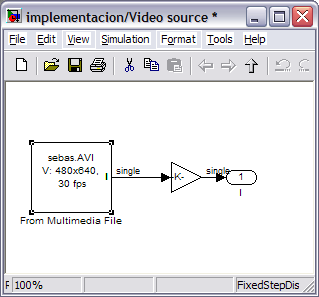 implementacion/Video source *
File Edit View Simulation Format Tools Help
sebas.AVI
V: 480x640,
30 fps
I
single
-K-
single
1
From Multimedia File
I
F 100% FixedStepDis